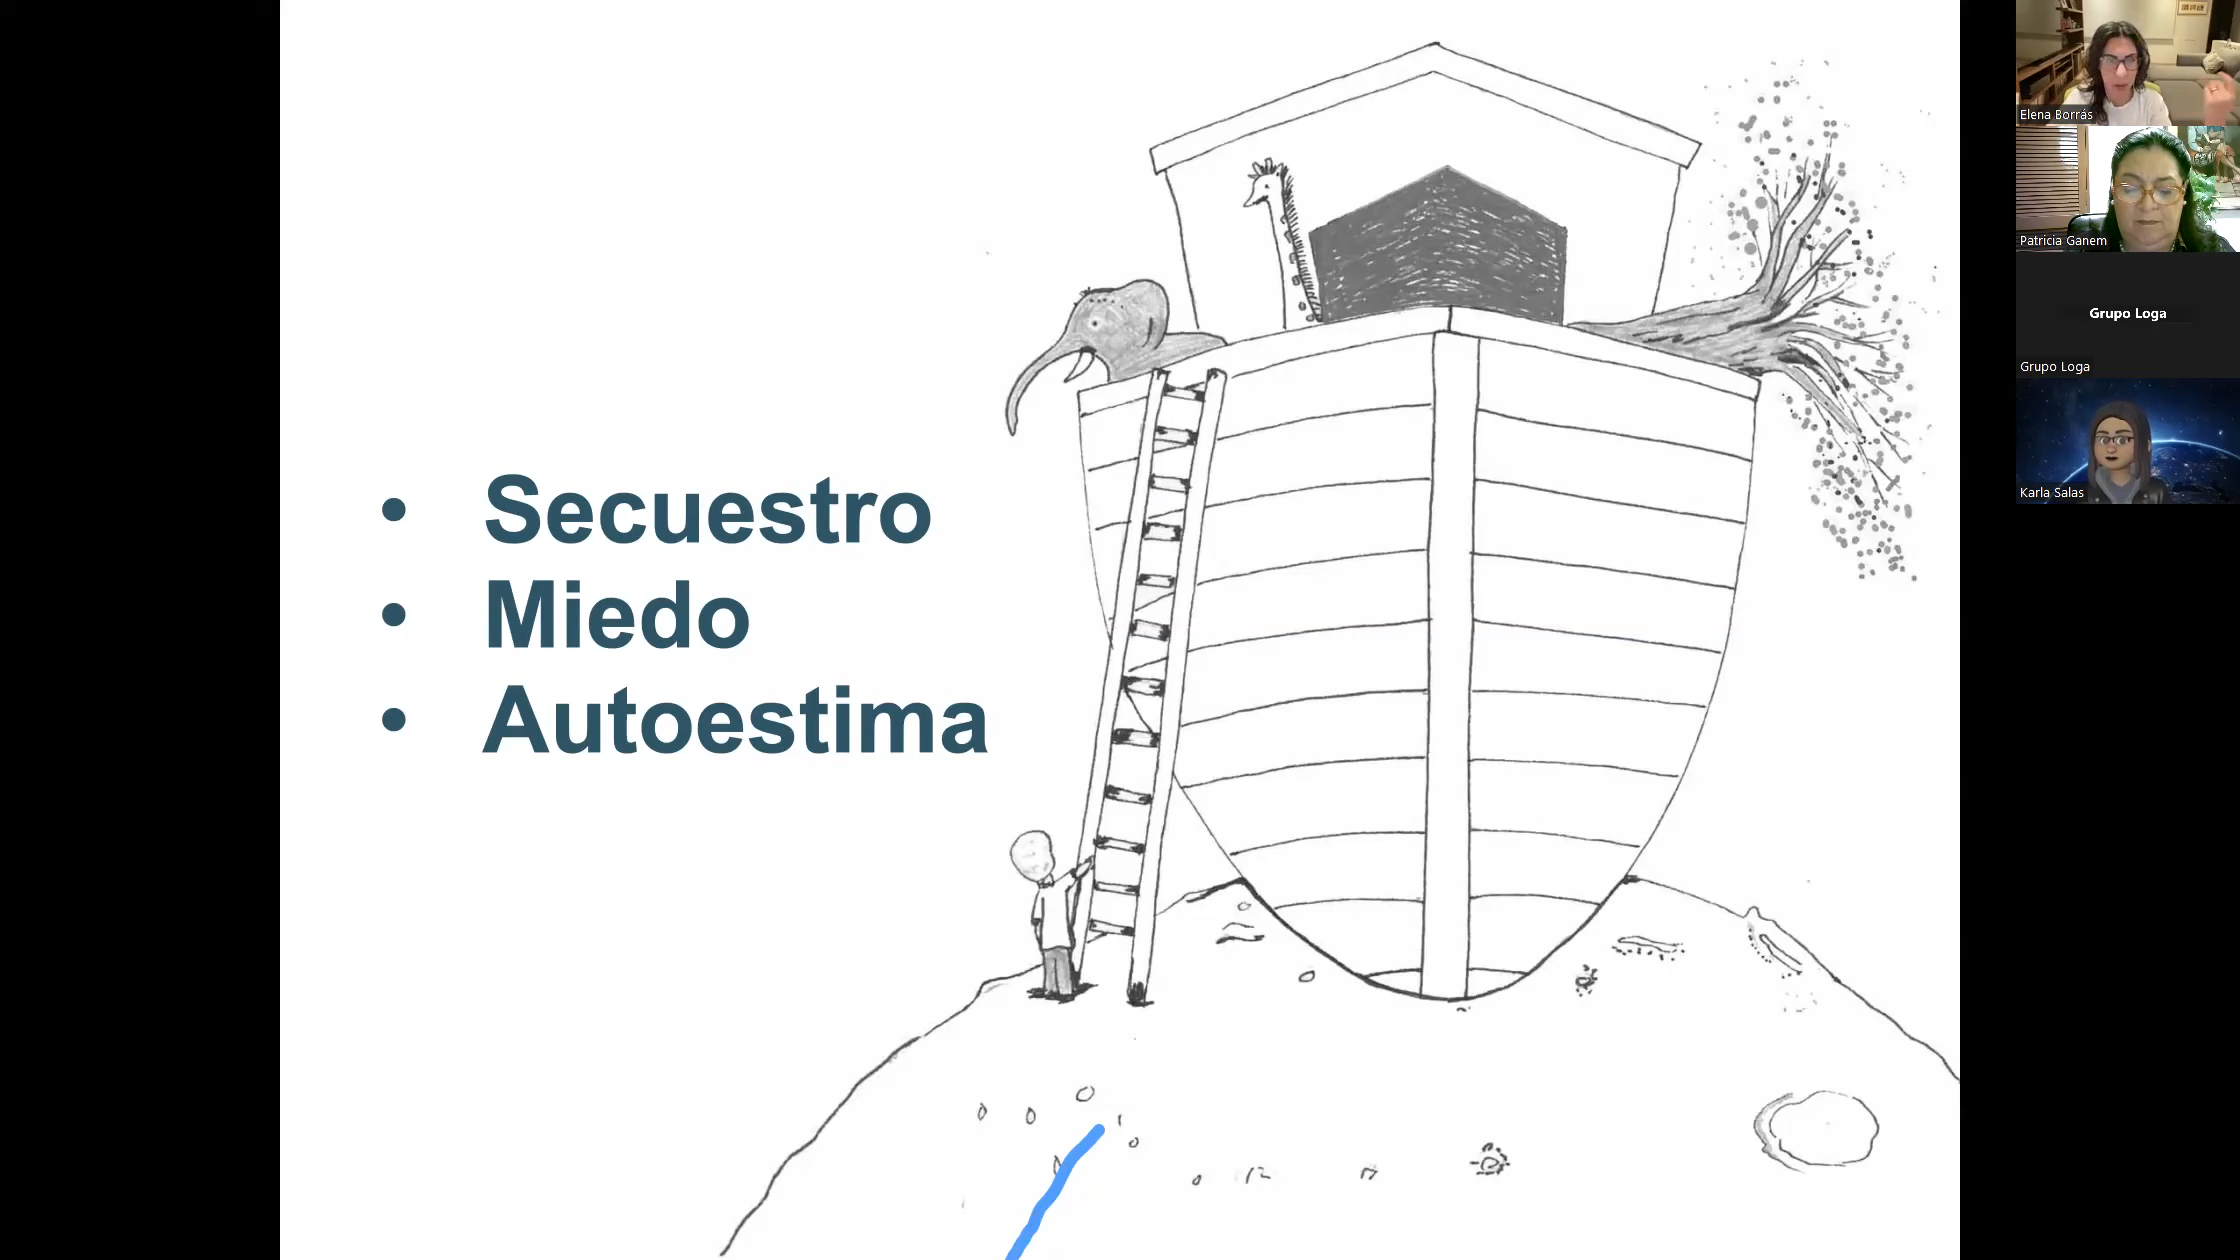 • Secuestro
• Miedo
• Autoestima
Elena Borrás
Patricia Ganem
Grupo Loga
Grupo Loga
Karla Salas